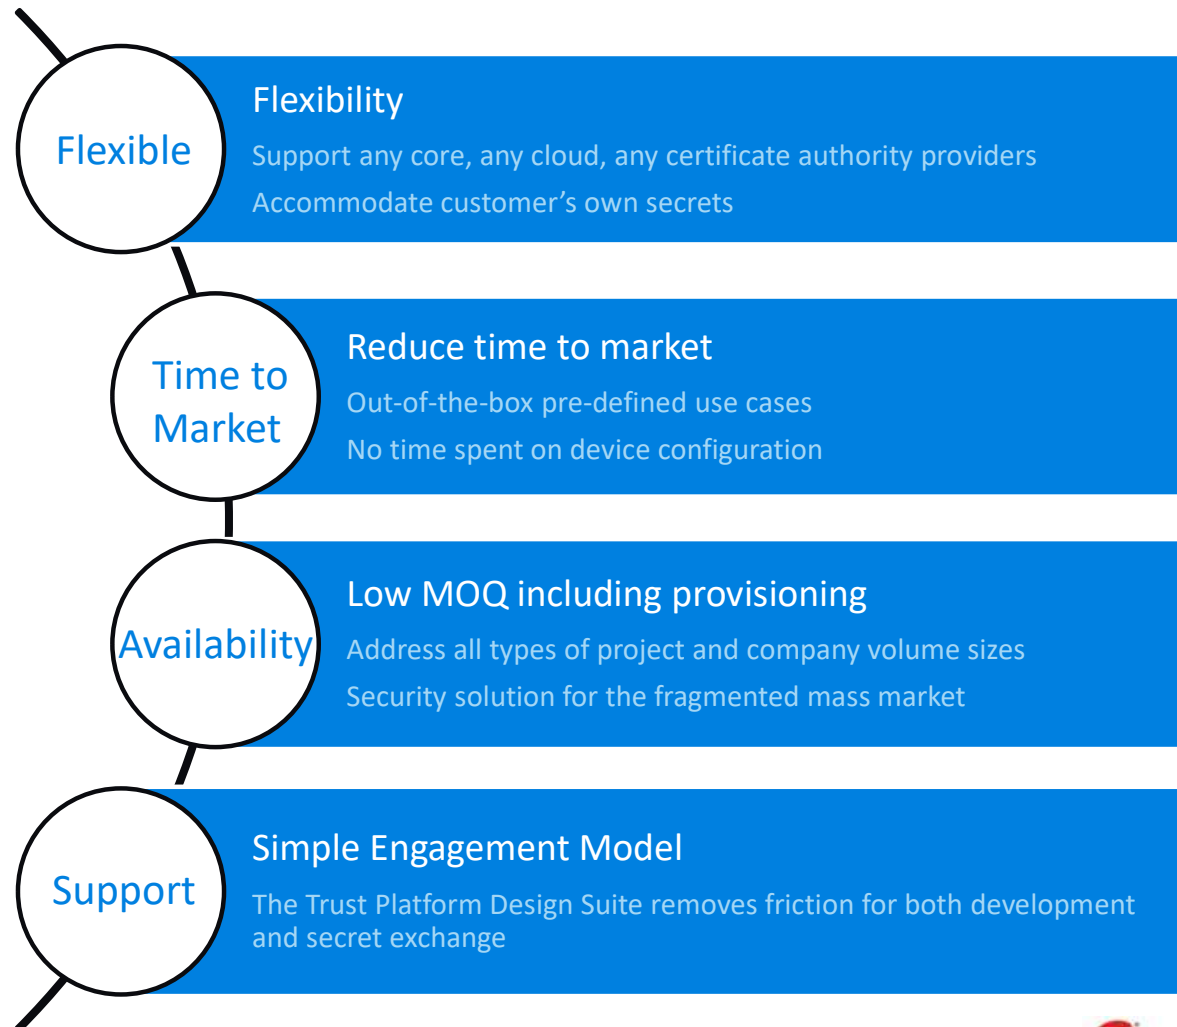 Flexible
Flexibility
Support any core, any cloud, any certificate authority providers
Accommodate customer’s own secrets
Time to
Market
Reduce time to market
Out-of-the-box pre-defined use cases
No time spent on device configuration
Availability
Low MOQ including provisioning
Address all types of project and company volume sizes
Security solution for the fragmented mass market
Support
Simple Engagement Model
The Trust Platform Design Suite removes friction for both development
and secret exchange